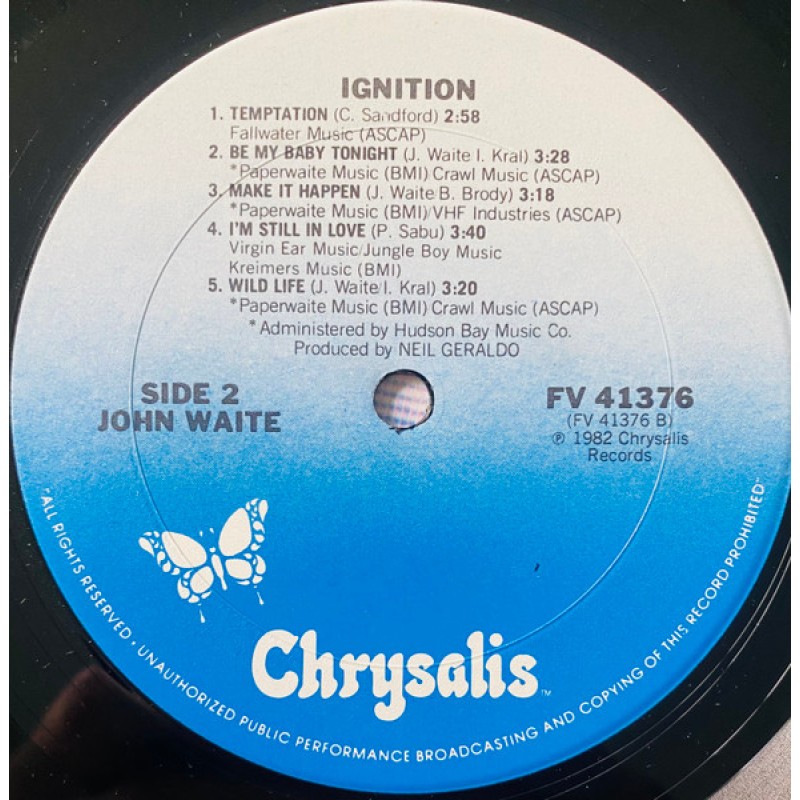 IGNITION
1. TEMPTATION (C. Sandford) 2:58
Fallwater Music (ASCAP)
2. BE MY BABY TONIGHT (J. Waite I. Kral) 3:28
*Paperwaite Music (BMI) Crawl Music (ASCAP)
3. MAKE IT HAPPEN (J. Waite B. Brody) 3:18
*Paperwaite Music (BMI)/VHF Industries (ASCAP)
4. I'M STILL IN LOVE (P. Sabu) 3:40
Virgin Ear Music/Jungle Boy Music
Kreimers Music (BMI)
5. WILD LIFE (J. Waite/I. Kral) 3:20
*Paperwaite Music (BMI) Crawl Music (ASCAP)
*Administered by Hudson Bay Music Co.
Produced by NEIL GERALDO
SIDE 2
JOHN WAITE
FV 41376
(FV 41376 B)
℗ 1982 Chrysalis
Records
Chrysalis™
"ALL RIGHTS RESERVED. UNAUTHORIZED PUBLIC PERFORMANCE BROADCASTING AND COPYING OF THIS RECORD PROHIBITED"